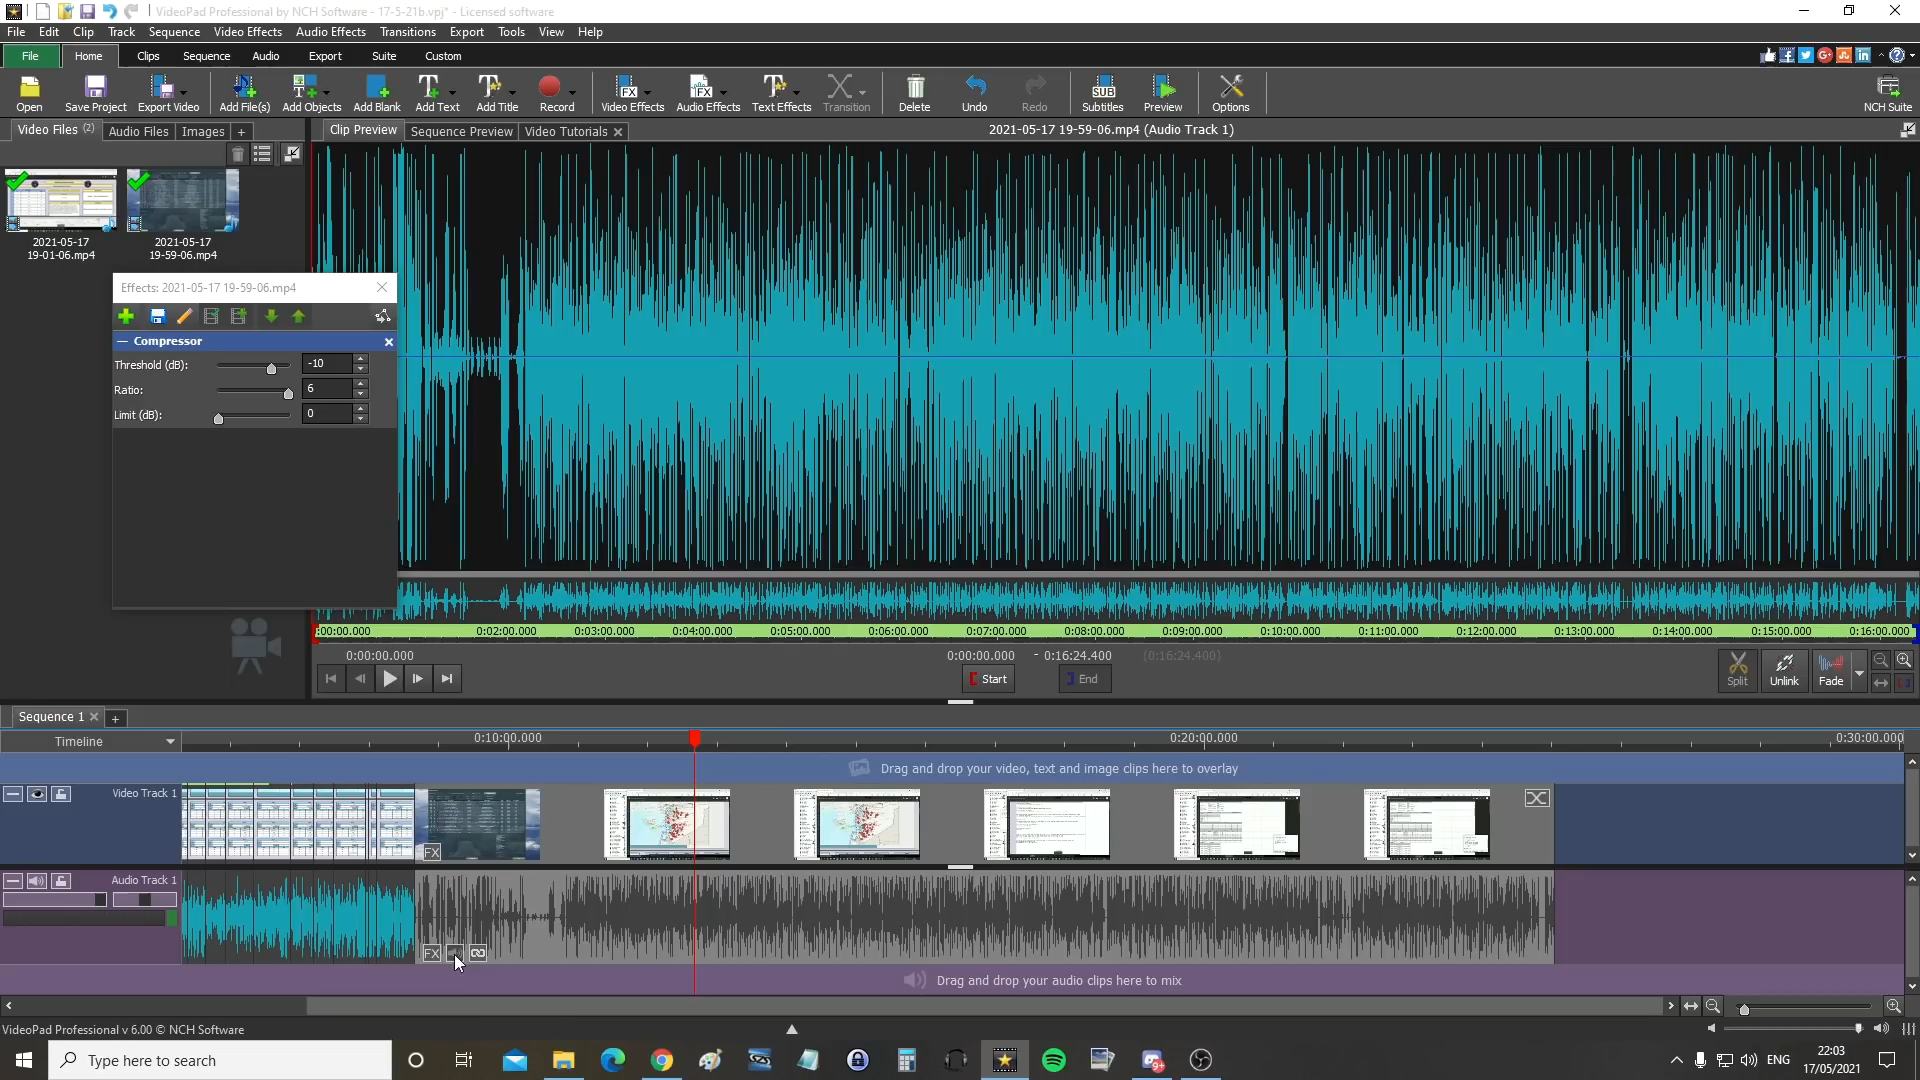 VideoPad Professional by NCH Software - 17-5-21b.vpj* - Licensed software
File Edit Clip Track Sequence Video Effects Audio Effects Transitions Export Tools View Help
File Home Clips Sequence Audio Export Suite Custom
Open Save Project Export Video Add File(s) Add Objects Add Blank Add Text Add Title Record Video Effects Audio Effects Text Effects Transition Delete Undo Redo Subtitles Preview Options NCH Suite
Video Files (2) Audio Files Images + Clip Preview Sequence Preview Video Tutorials 2021-05-17 19-59-06.mp4 (Audio Track 1)
2021-05-17 19-01-06.mp4
2021-05-17 19-59-06.mp4
Effects: 2021-05-17 19-59-06.mp4
Compressor
Threshold (dB): -10
Ratio: 6
Limit (dB): 0
:00:00.000 0:02:00.000 0:03:00.000 0:04:00.000 0:05:00.000 0:06:00.000 0:07:00.000 0:08:00.000 0:09:00.000 0:10:00.000 0:11:00.000 0:12:00.000 0:13:00.000 0:14:00.000 0:15:00.000 0:16:00.000
0:00:00.000 0:00:00.000 - 0:16:24.400 (0:16:24.400)
Start End Split Unlink Fade
Sequence 1 +
Timeline 0:10:00.000 0:20:00.000 0:30:00.000
Drag and drop your video, text and image clips here to overlay
Video Track 1
FX
Audio Track 1
FX
Drag and drop your audio clips here to mix
VideoPad Professional v 6.00 © NCH Software
Type here to search
ENG
22:03
17/05/2021